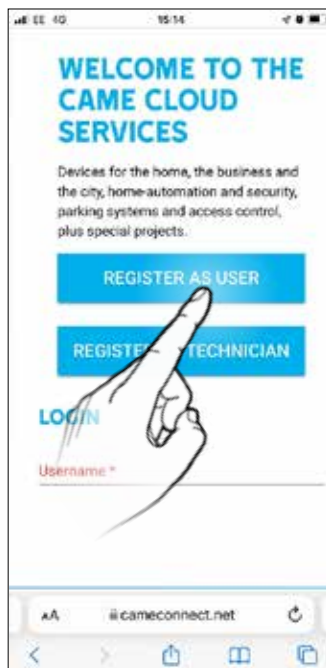 EE 4G 15:14
WELCOME TO THE
CAME CLOUD
SERVICES
Devices for the home, the business and
the city, home-automation and security,
parking systems and access control,
plus special projects.
REGISTER AS USER
REGISTE TECHNICIAN
LOGIN
Username *
AA cameconnect.net